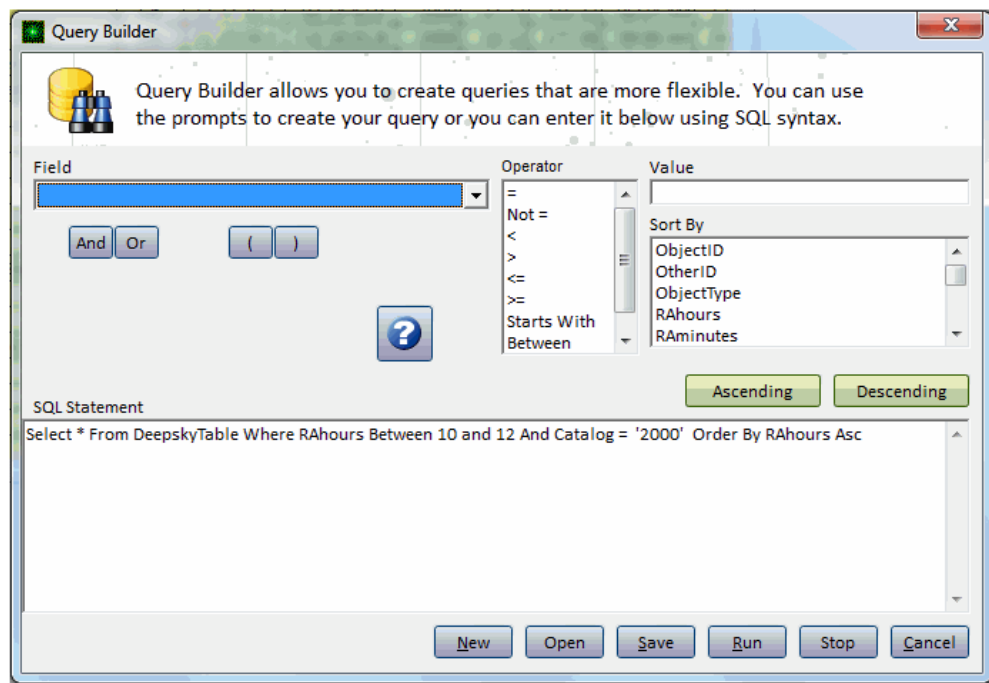 Query Builder
X
Query Builder allows you to create queries that are more flexible.  You can use
the prompts to create your query or you can enter it below using SQL syntax.
Field
Operator
Value
=
Not =
<
>
<=
>=
Starts With
Between
And
Or
(
)
?
Sort By
ObjectID
OtherID
ObjectType
RAhours
RAminutes
Ascending
Descending
SQL Statement
Select * From DeepskyTable Where RAhours Between 10 and 12 And Catalog = '2000'  Order By RAhours Asc
New
Open
Save
Run
Stop
Cancel